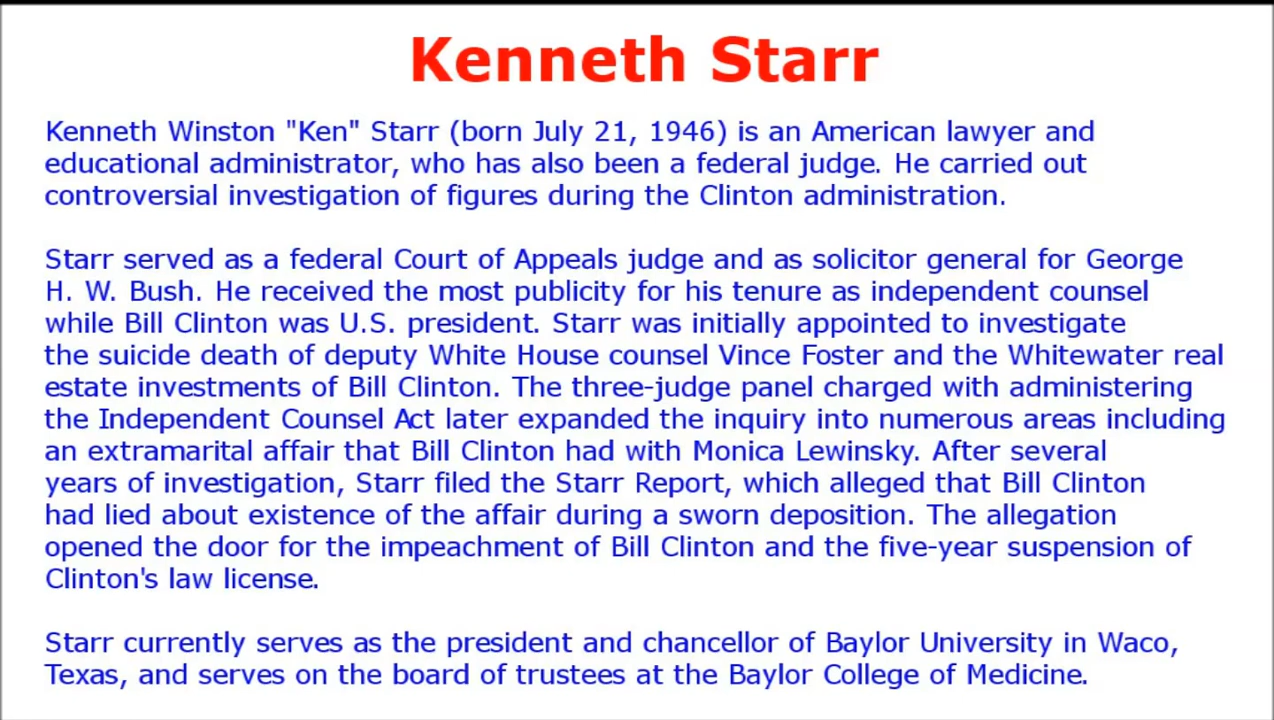 Kenneth Starr
Kenneth Winston "Ken" Starr (born July 21, 1946) is an American lawyer and
educational administrator, who has also been a federal judge. He carried out
controversial investigation of figures during the Clinton administration.
Starr served as a federal Court of Appeals judge and as solicitor general for George
H. W. Bush. He received the most publicity for his tenure as independent counsel
while Bill Clinton was U.S. president. Starr was initially appointed to investigate
the suicide death of deputy White House counsel Vince Foster and the Whitewater real
estate investments of Bill Clinton. The three-judge panel charged with administering
the Independent Counsel Act later expanded the inquiry into numerous areas including
an extramarital affair that Bill Clinton had with Monica Lewinsky. After several
years of investigation, Starr filed the Starr Report, which alleged that Bill Clinton
had lied about existence of the affair during a sworn deposition. The allegation
opened the door for the impeachment of Bill Clinton and the five-year suspension of
Clinton's law license.
Starr currently serves as the president and chancellor of Baylor University in Waco,
Texas, and serves on the board of trustees at the Baylor College of Medicine.